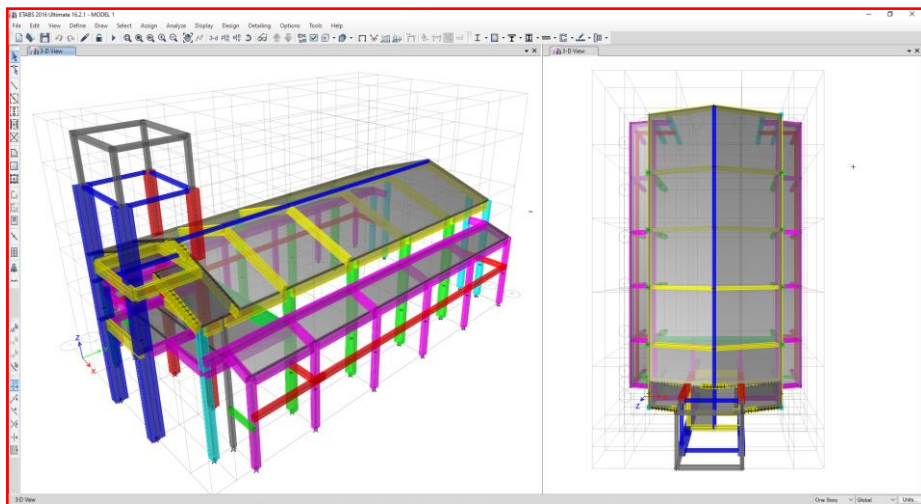 ETABS 2016 Ultimate 16.2.1 - MODEL 1
File Edit View Define Draw Select Assign Analyze Display Design Detailing Options Tools Help
3-D View
3-D View
Z
X
Z
3-D View One Story Global Units